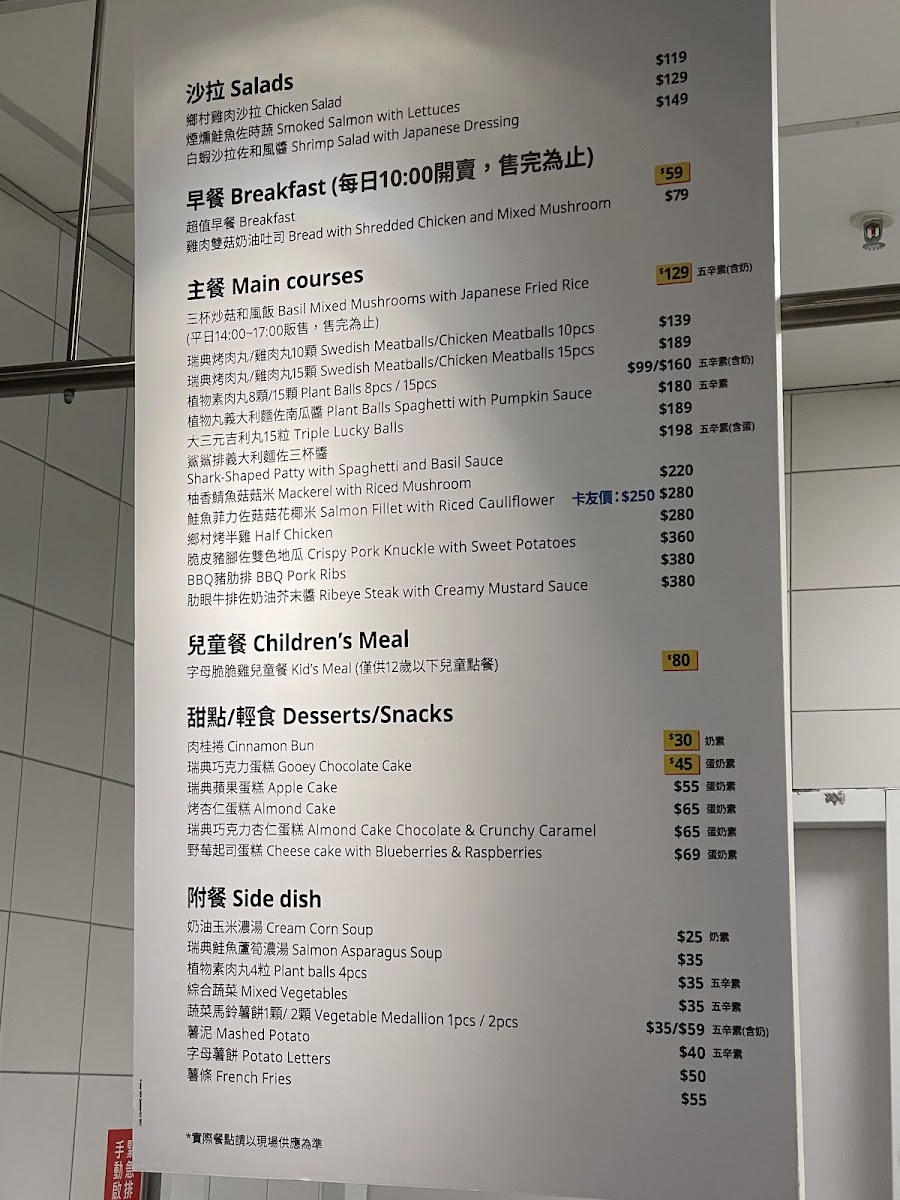 沙拉 Salads
鄉村雞肉沙拉 Chicken Salad $119
煙燻鮭魚佐時蔬 Smoked Salmon with Lettuces $129
白蝦沙拉佐和風醬 Shrimp Salad with Japanese Dressing $149
早餐 Breakfast (每日10:00開賣，售完為止)
超值早餐 Breakfast $59
雞肉雙菇奶油吐司 Bread with Shredded Chicken and Mixed Mushroom $79
主餐 Main courses
三杯炒菇和風飯 Basil Mixed Mushrooms with Japanese Fried Rice $129 五辛素(含奶)
(平日14:00~17:00販售，售完為止)
瑞典烤肉丸/雞肉丸10顆 Swedish Meatballs/Chicken Meatballs 10pcs $139
瑞典烤肉丸/雞肉丸15顆 Swedish Meatballs/Chicken Meatballs 15pcs $189
植物素肉丸8顆/15顆 Plant Balls 8pcs / 15pcs $99/$160 五辛素(含奶)
植物丸義大利麵佐南瓜醬 Plant Balls Spaghetti with Pumpkin Sauce $180 五辛素
大三元吉利丸15粒 Triple Lucky Balls $189
鯊鯊排義大利麵佐三杯醬 $198 五辛素(含蛋)
Shark-Shaped Patty with Spaghetti and Basil Sauce
柚香鯖魚菇菇米 Mackerel with Riced Mushroom $220
鮭魚菲力佐菇菇花椰米 Salmon Fillet with Riced Cauliflower 卡友價：$250 $280
鄉村烤半雞 Half Chicken $280
脆皮豬腳佐雙色地瓜 Crispy Pork Knuckle with Sweet Potatoes $360
BBQ豬肋排 BBQ Pork Ribs $380
肋眼牛排佐奶油芥末醬 Ribeye Steak with Creamy Mustard Sauce $380
兒童餐 Children's Meal
字母脆脆雞兒童餐 Kid's Meal (僅供12歲以下兒童點餐) $80
甜點/輕食 Desserts/Snacks
肉桂捲 Cinnamon Bun $30 奶素
瑞典巧克力蛋糕 Gooey Chocolate Cake $45 蛋奶素
瑞典蘋果蛋糕 Apple Cake $55 蛋奶素
烤杏仁蛋糕 Almond Cake $65 蛋奶素
瑞典巧克力杏仁蛋糕 Almond Cake Chocolate & Crunchy Caramel $65 蛋奶素
野莓起司蛋糕 Cheese cake with Blueberries & Raspberries $69 蛋奶素
附餐 Side dish
奶油玉米濃湯 Cream Corn Soup $25 奶素
瑞典鮭魚蘆筍濃湯 Salmon Asparagus Soup $35
植物素肉丸4粒 Plant balls 4pcs $35 五辛素
綜合蔬菜 Mixed Vegetables $35 五辛素
蔬菜馬鈴薯餅1顆/ 2顆 Vegetable Medallion 1pcs / 2pcs $35/$59 五辛素(含奶)
薯泥 Mashed Potato $40 五辛素
字母薯餅 Potato Letters $50
薯條 French Fries $55
*實際餐點請以現場供應為準
緊急排
手動啟